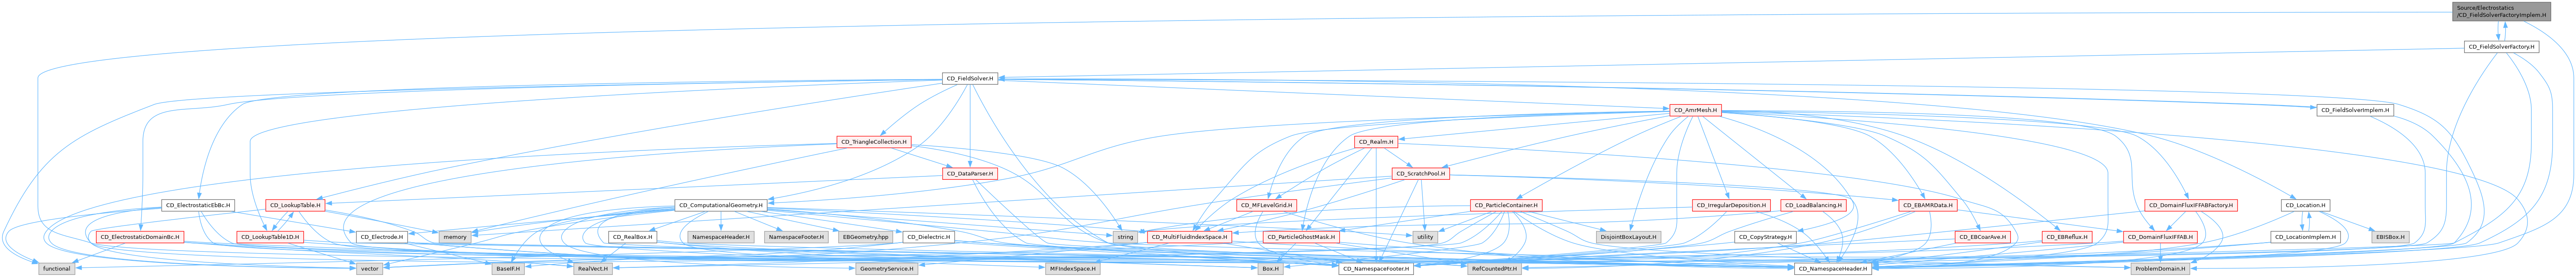 Source/Electrostatics
/CD_FieldSolverFactoryImplem.H
CD_FieldSolverFactory.H
CD_FieldSolver.H
CD_AmrMesh.H
CD_FieldSolverImplem.H
CD_TriangleCollection.H
CD_Realm.H
CD_DataParser.H
CD_ScratchPool.H
CD_ElectrostaticEbBc.H
CD_LookupTable.H
CD_ComputationalGeometry.H
CD_MFLevelGrid.H
CD_ParticleContainer.H
CD_IrregularDeposition.H
CD_LoadBalancing.H
CD_EBAMRData.H
CD_DomainFluxIFFABFactory.H
CD_Location.H
CD_ElectrostaticDomainBc.H
CD_LookupTable1D.H
CD_Electrode.H
memory
CD_RealBox.H
NamespaceHeader.H
NamespaceFooter.H
EBGeometry.hpp
CD_Dielectric.H
string
CD_MultiFluidIndexSpace.H
CD_ParticleGhostMask.H
utility
DisjointBoxLayout.H
CD_CopyStrategy.H
CD_EBCoarAve.H
CD_EBReflux.H
CD_DomainFluxIFFAB.H
CD_LocationImplem.H
EBISBox.H
functional
vector
BaseIF.H
RealVect.H
GeometryService.H
MFIndexSpace.H
Box.H
CD_NamespaceFooter.H
RefCountedPtr.H
CD_NamespaceHeader.H
ProblemDomain.H